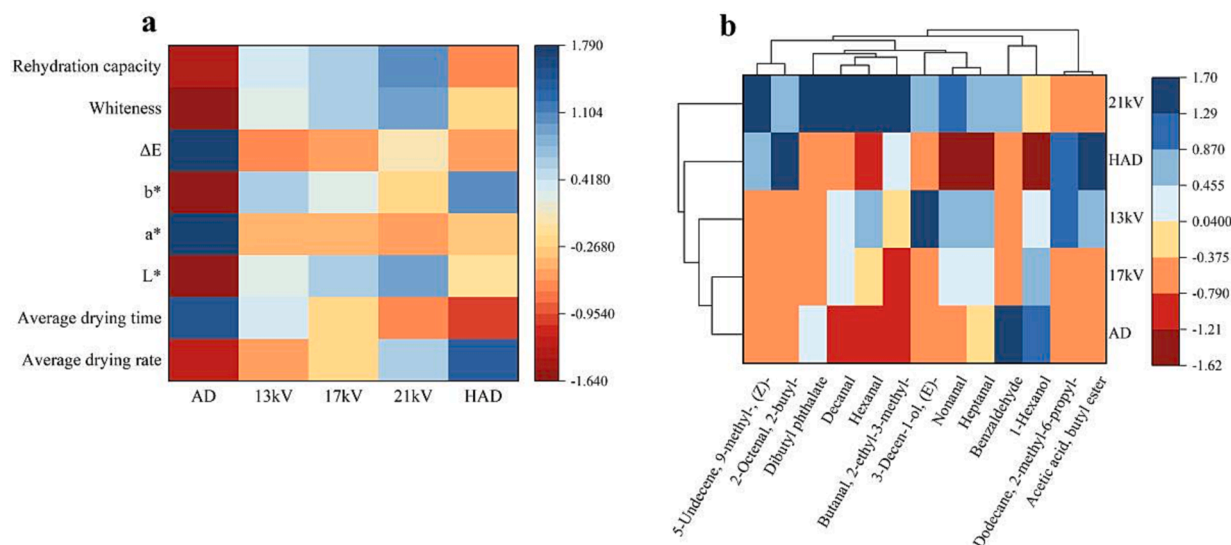 a
Rehydration capacity
Whiteness
ΔE
b*
a*
L*
Average drying time
Average drying rate
AD 13kV 17kV 21kV HAD
1.790
1.104
0.4180
-0.2680
-0.9540
-1.640
b
21kV
HAD
13kV
17kV
AD
1.70
1.29
0.870
0.455
0.0400
-0.375
-0.790
-1.21
-1.62
5-Undecene, 9-methyl-, (Z)-
2-Octenal, 2-butyl-
Dibutyl phthalate
Decanal
Hexanal
Butanal, 2-ethyl-3-methyl-
3-Decen-1-ol, (E)-
Nonanal
Heptanal
Benzaldehyde
1-Hexanol
Dodecane, 2-methyl-6-propyl-
Acetic acid, butyl ester